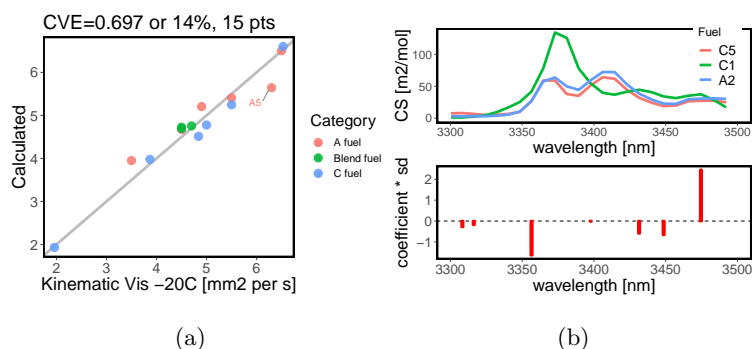 CVE=0.697 or 14%, 15 pts
Calculated
6
5
4
3
2
A5
2
3
4
5
6
Kinematic Vis −20C [mm2 per s]
Category
A fuel
Blend fuel
C fuel
(a)
CS [m2/mol]
100
50
0
Fuel
C5
C1
A2
3300
3350
3400
3450
3500
wavelength [nm]
coefficient * sd
2
1
0
−1
3300
3350
3400
3450
3500
wavelength [nm]
(b)